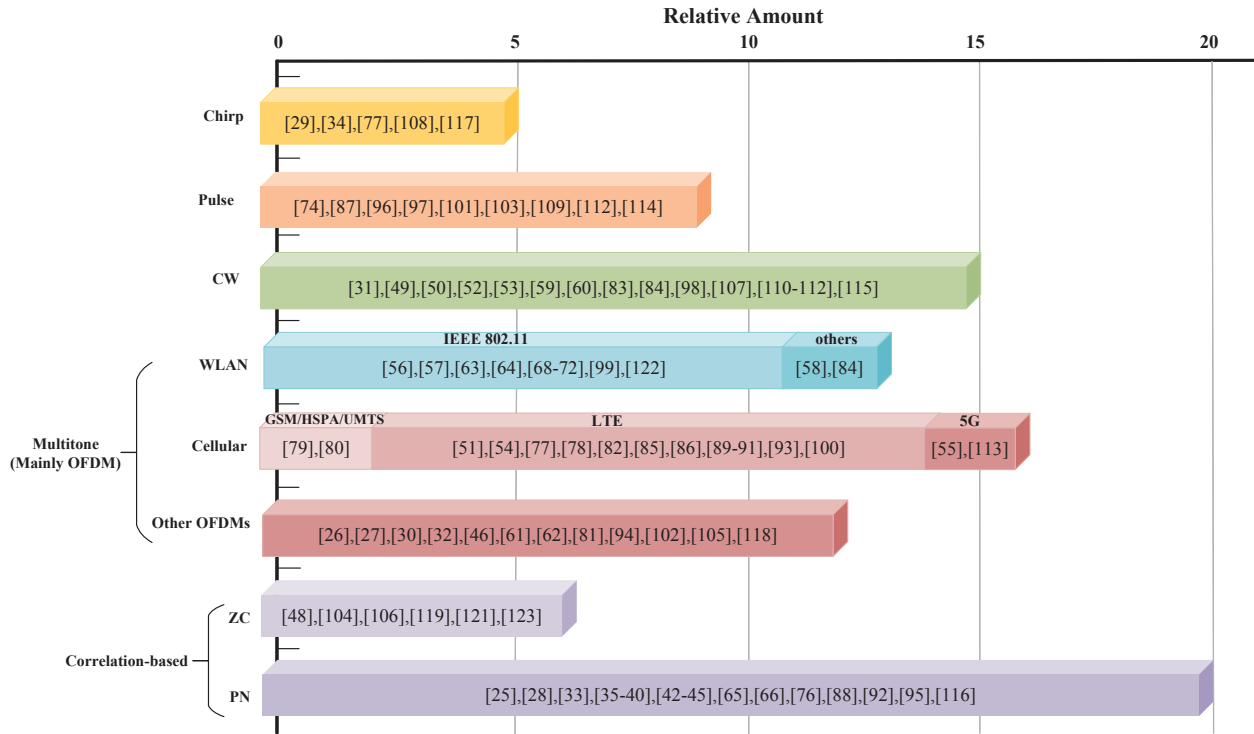 Relative Amount
0 5 10 15 20
Chirp
[29],[34],[77],[108],[117]
Pulse
[74],[87],[96],[97],[101],[103],[109],[112],[114]
CW
[31],[49],[50],[52],[53],[59],[60],[83],[84],[98],[107],[110-112],[115]
IEEE 802.11 others
WLAN
[56],[57],[63],[64],[68-72],[99],[122] [58],[84]
GSM/HSPA/UMTS LTE 5G
Multitone
(Mainly OFDM)
Cellular
[79],[80] [51],[54],[77],[78],[82],[85],[86],[89-91],[93],[100] [55],[113]
Other OFDMs
[26],[27],[30],[32],[46],[61],[62],[81],[94],[102],[105],[118]
ZC
[48],[104],[106],[119],[121],[123]
Correlation-based
PN
[25],[28],[33],[35-40],[42-45],[65],[66],[76],[88],[92],[95],[116]